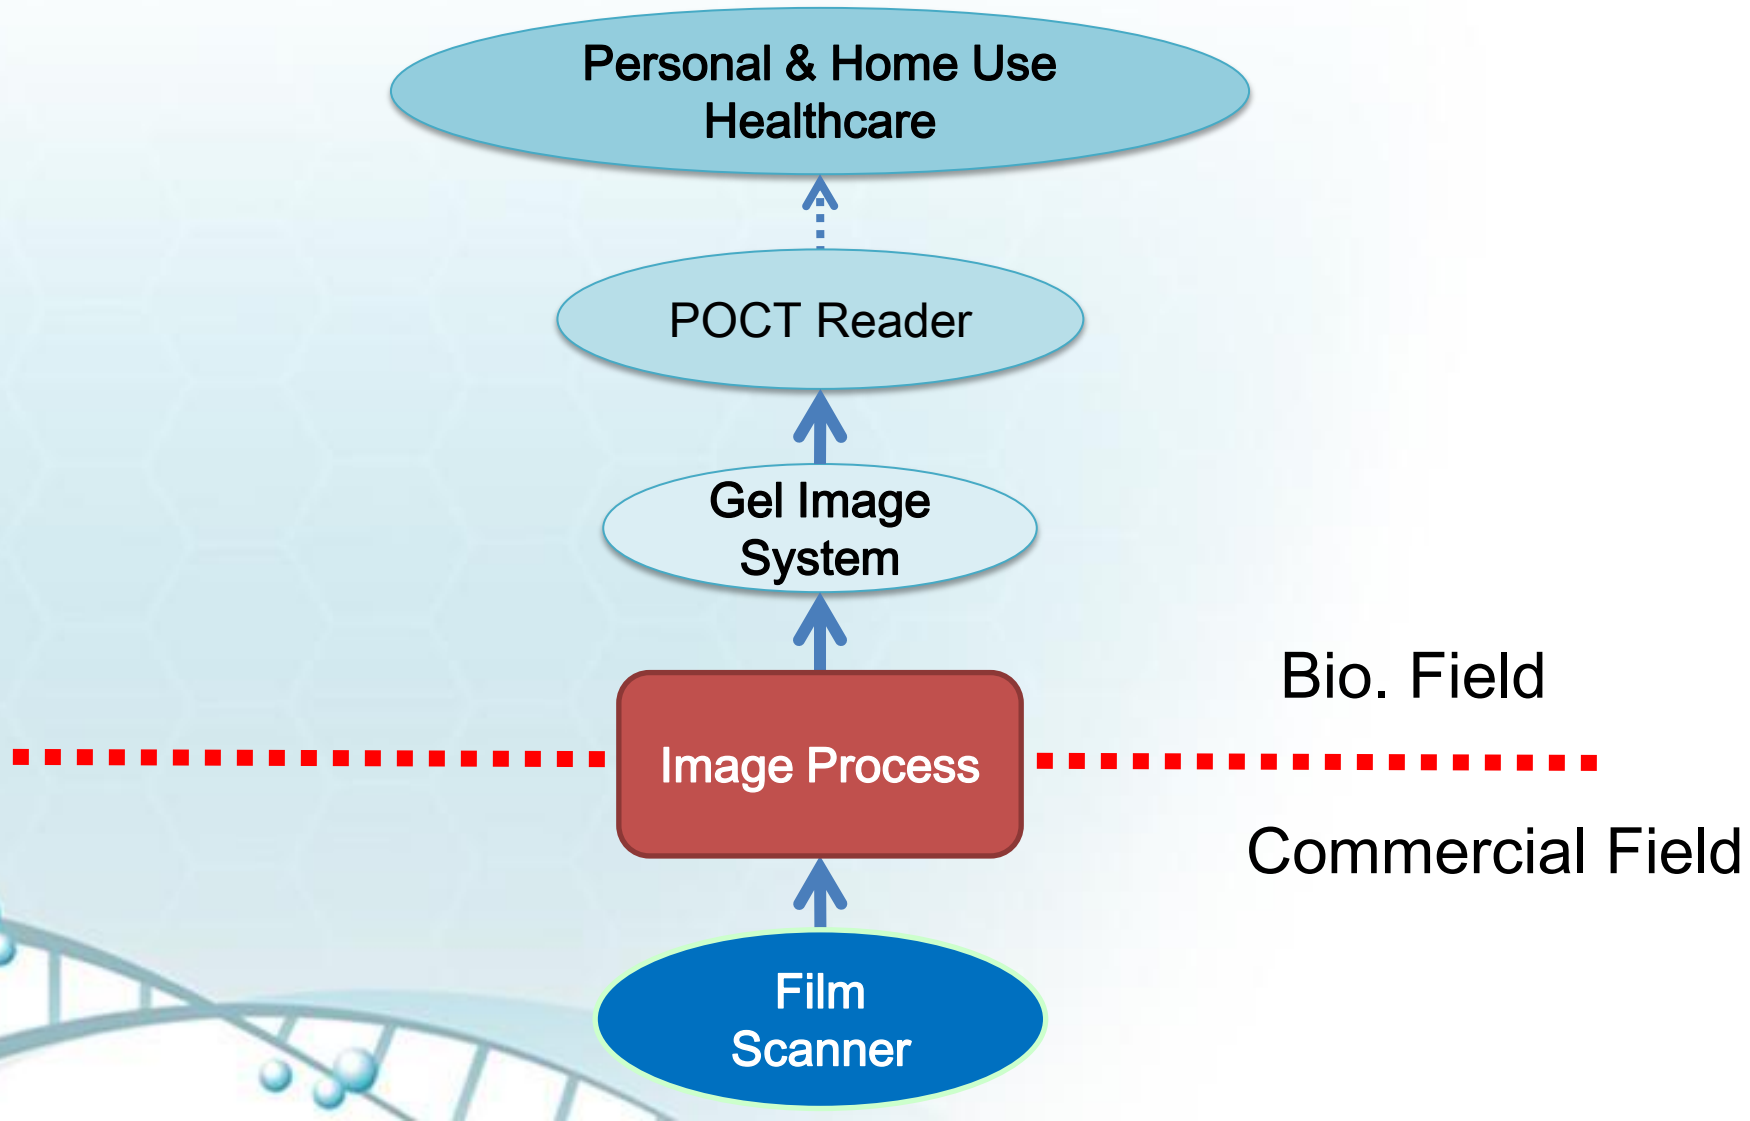 Personal & Home Use
Healthcare
POCT Reader
Gel Image
System
Bio. Field
Image Process
Commercial Field
Film
Scanner